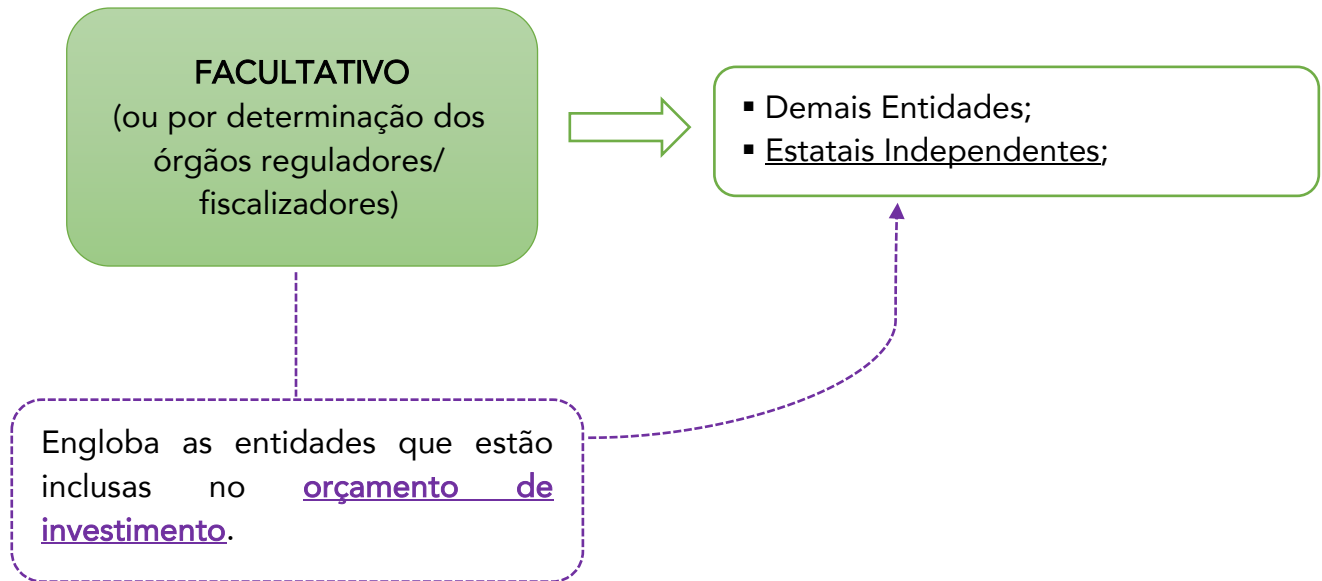 FACULTATIVO
(ou por determinação dos
órgãos reguladores/
fiscalizadores)
▪ Demais Entidades;
▪ Estatais Independentes;
Engloba as entidades que estão
inclusas no orçamento de
investimento.